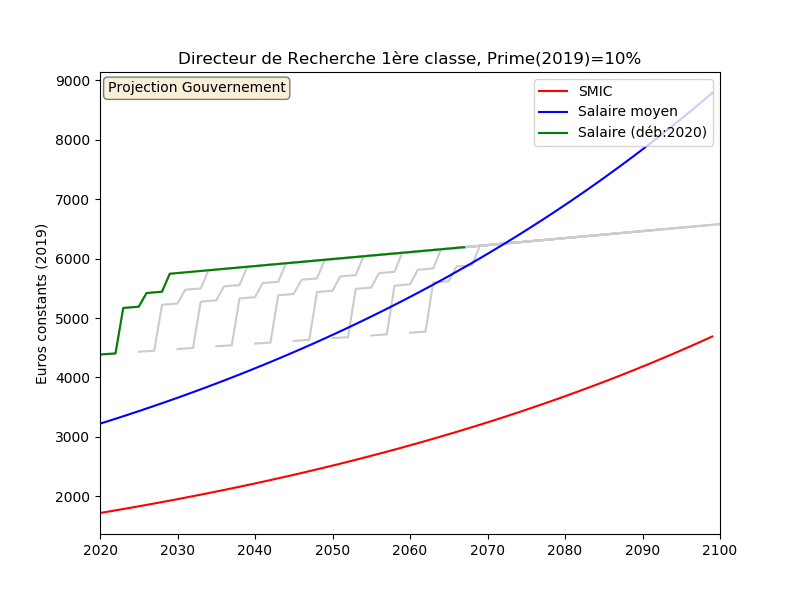 Directeur de Recherche 1ère classe, Prime(2019)=10%
Projection Gouvernement
SMIC
Salaire moyen
Salaire (déb:2020)
Euros constants (2019)
9000
8000
7000
6000
5000
4000
3000
2000
2020 2030 2040 2050 2060 2070 2080 2090 2100